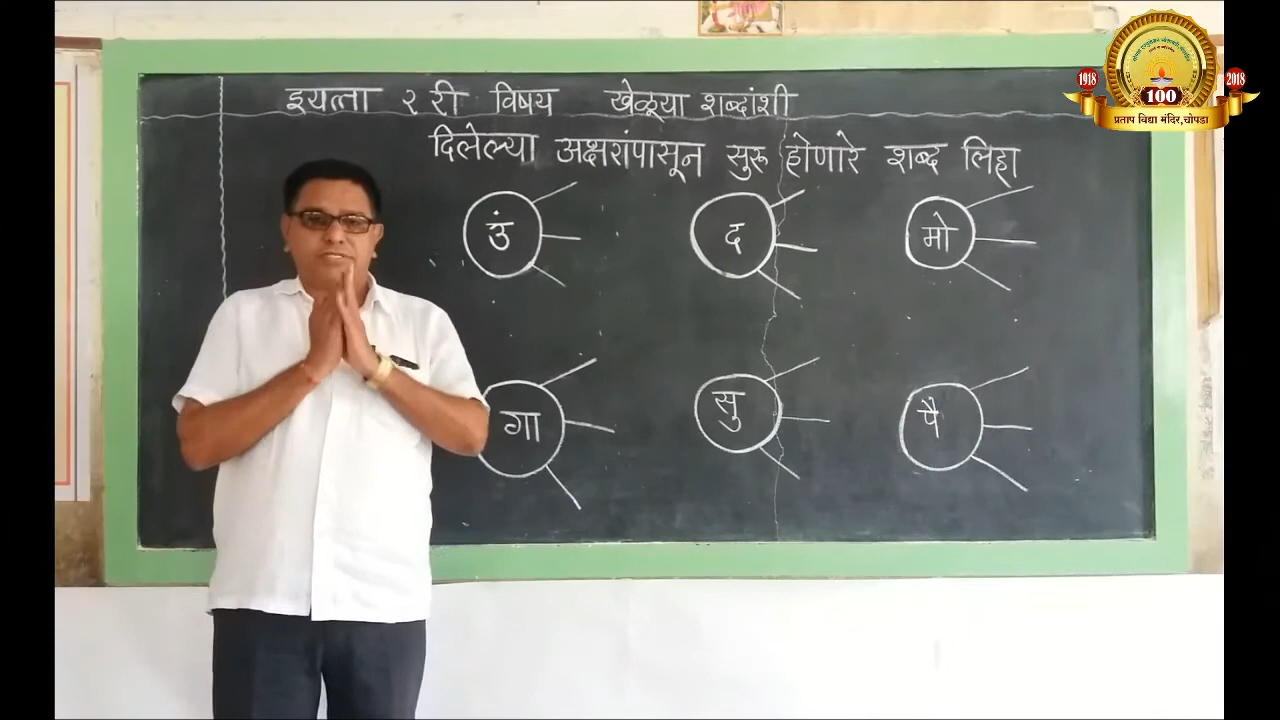 इयत्ता २ री विषय खेळूया शब्दांशी
दिलेल्या अक्षरांपासून सुरू होणारे शब्द लिहा
उं
द
मो
गा
सु
पै
1918
2018
100
प्रताप विद्या मंदिर,चोपडा